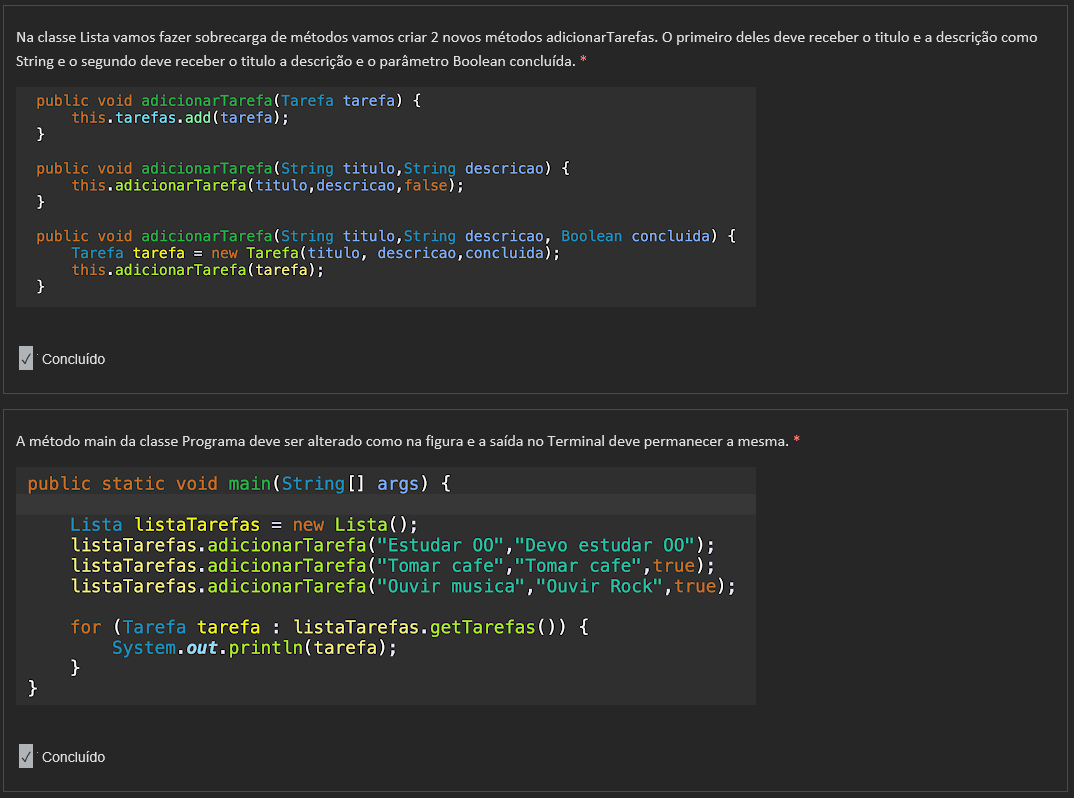 Na classe Lista vamos fazer sobrecarga de métodos vamos criar 2 novos métodos adicionarTarefas. O primeiro deles deve receber o titulo e a descrição como
String e o segundo deve receber o titulo a descrição e o parâmetro Boolean concluída. *
public void adicionarTarefa(Tarefa tarefa) {
    this.tarefas.add(tarefa);
}
public void adicionarTarefa(String titulo,String descricao) {
    this.adicionarTarefa(titulo,descricao,false);
}
public void adicionarTarefa(String titulo,String descricao, Boolean concluida) {
    Tarefa tarefa = new Tarefa(titulo, descricao,concluida);
    this.adicionarTarefa(tarefa);
}
✓ Concluído
A método main da classe Programa deve ser alterado como na figura e a saída no Terminal deve permanecer a mesma. *
public static void main(String[] args) {
    Lista listaTarefas = new Lista();
    listaTarefas.adicionarTarefa("Estudar OO","Devo estudar OO");
    listaTarefas.adicionarTarefa("Tomar cafe","Tomar cafe",true);
    listaTarefas.adicionarTarefa("Ouvir musica","Ouvir Rock",true);
    for (Tarefa tarefa : listaTarefas.getTarefas()) {
        System.out.println(tarefa);
    }
}
✓ Concluído